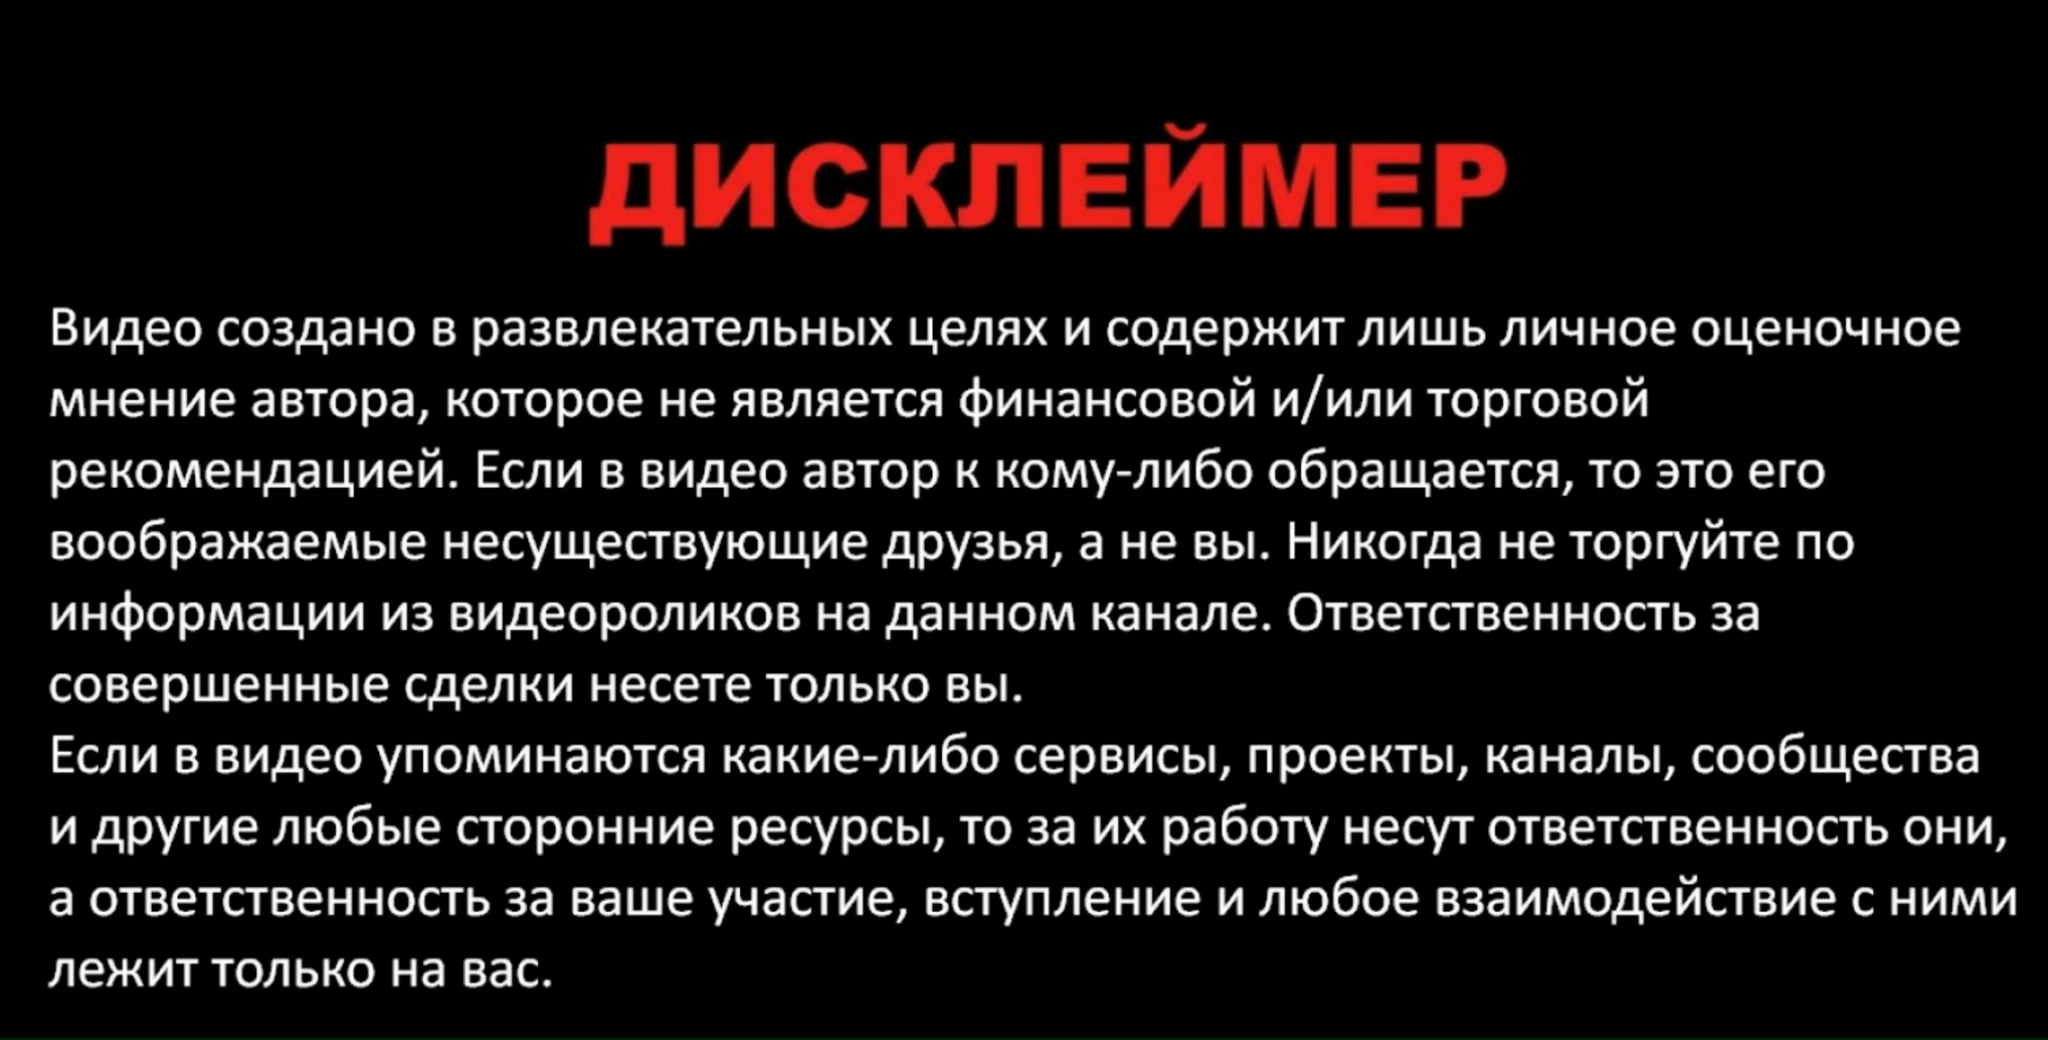 ДИСКЛЕЙМЕР
Видео создано в развлекательных целях и содержит лишь личное оценочное
мнение автора, которое не является финансовой и/или торговой
рекомендацией. Если в видео автор к кому-либо обращается, то это его
воображаемые несуществующие друзья, а не вы. Никогда не торгуйте по
информации из видеороликов на данном канале. Ответственность за
совершенные сделки несете только вы.
Если в видео упоминаются какие-либо сервисы, проекты, каналы, сообщества
и другие любые сторонние ресурсы, то за их работу несут ответственность они,
а ответственность за ваше участие, вступление и любое взаимодействие с ними
лежит только на вас.